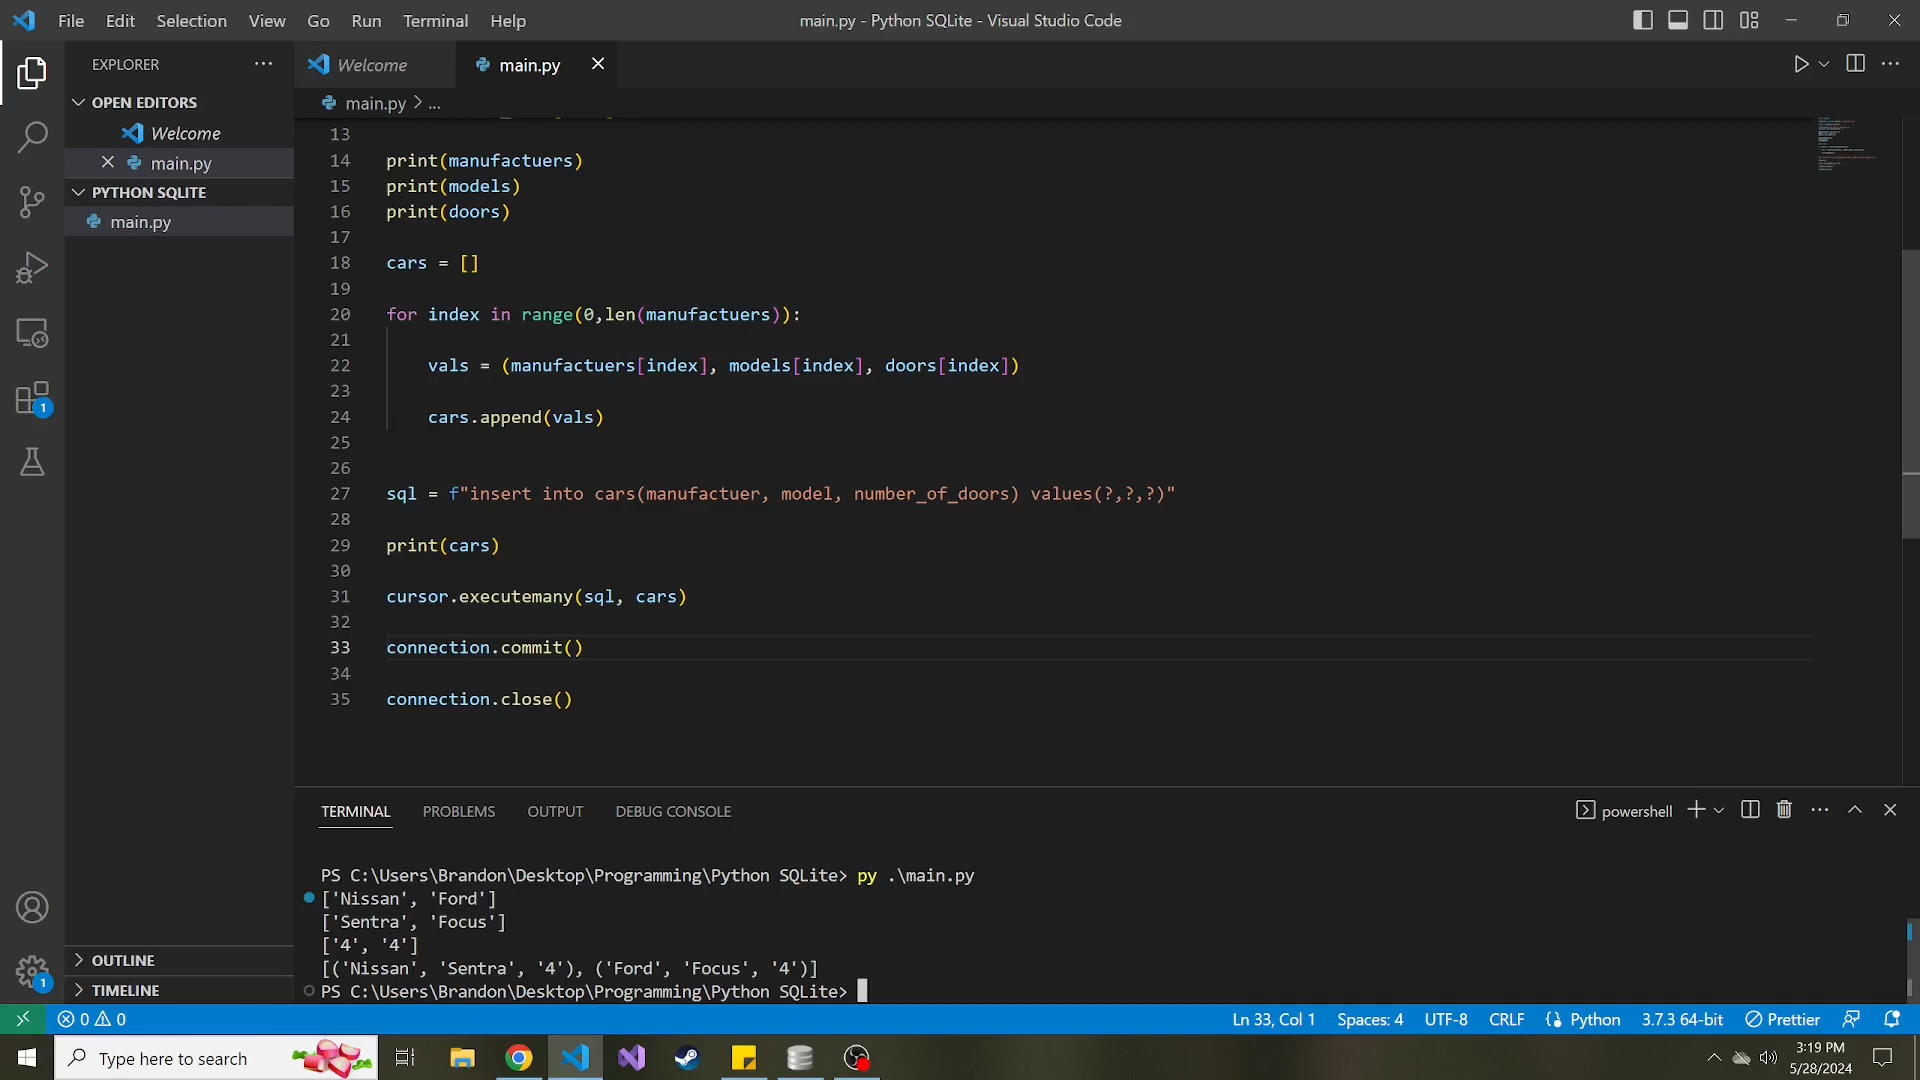 File Edit Selection View Go Run Terminal Help
main.py - Python SQLite - Visual Studio Code
EXPLORER
OPEN EDITORS
Welcome
main.py
PYTHON SQLITE
main.py
OUTLINE
TIMELINE
Welcome main.py
main.py > ...
13
14 print(manufactuers)
15 print(models)
16 print(doors)
17
18 cars = []
19
20 for index in range(0,len(manufactuers)):
21
22 vals = (manufactuers[index], models[index], doors[index])
23
24 cars.append(vals)
25
26
27 sql = f"insert into cars(manufactuer, model, number_of_doors) values(?,?,?)"
28
29 print(cars)
30
31 cursor.executemany(sql, cars)
32
33 connection.commit()
34
35 connection.close()
TERMINAL PROBLEMS OUTPUT DEBUG CONSOLE
powershell
PS C:\Users\Brandon\Desktop\Programming\Python SQLite> py .\main.py
['Nissan', 'Ford']
['Sentra', 'Focus']
['4', '4']
[('Nissan', 'Sentra', '4'), ('Ford', 'Focus', '4')]
PS C:\Users\Brandon\Desktop\Programming\Python SQLite>
1
1
0 0
Ln 33, Col 1 Spaces: 4 UTF-8 CRLF Python 3.7.3 64-bit Prettier
Type here to search
3:19 PM
5/28/2024